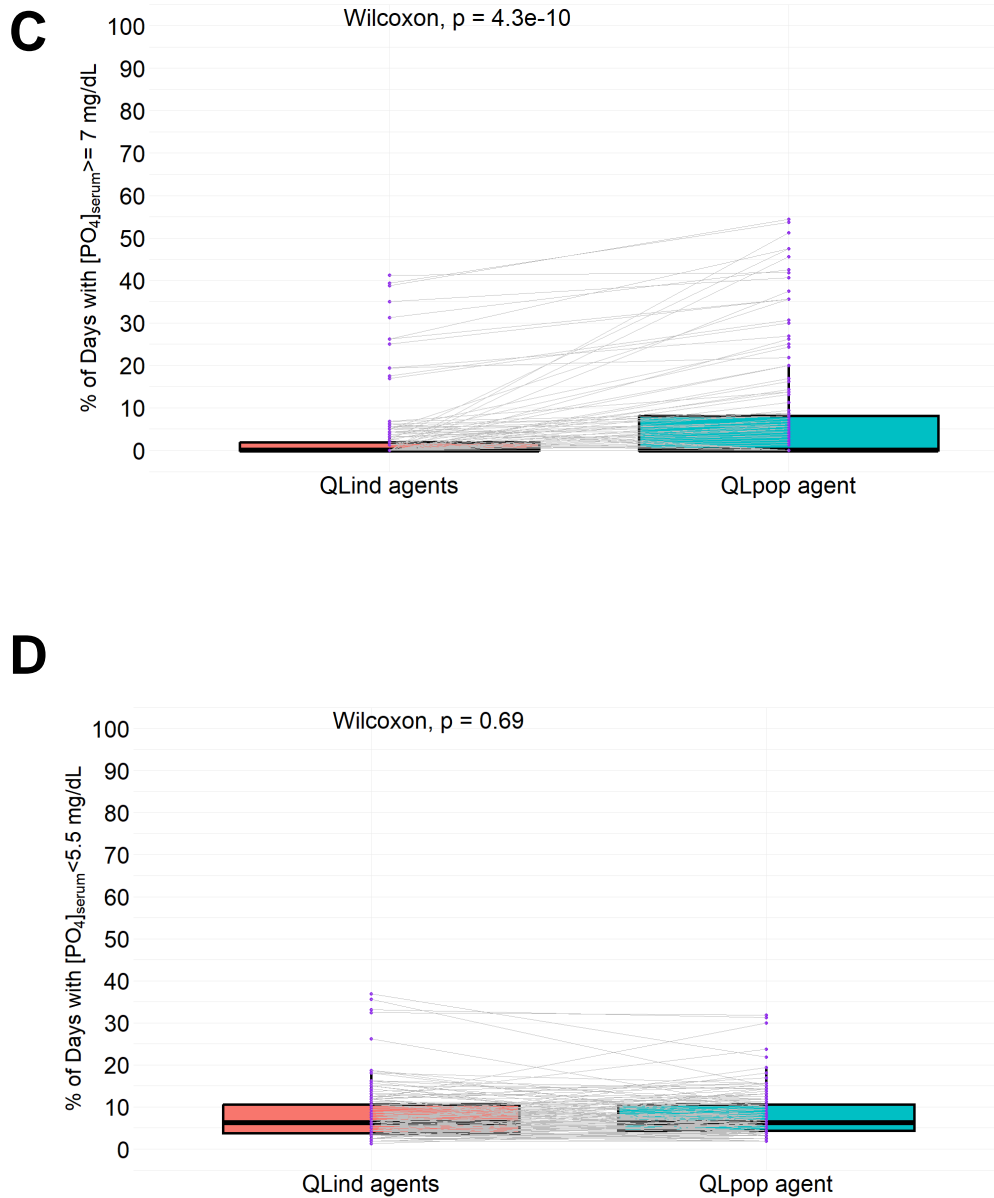 C
Wilcoxon, p = 4.3e-10
% of Days with [PO4]serum>= 7 mg/dL
100
90
80
70
60
50
40
30
20
10
0
QLind agents
QLpop agent
D
Wilcoxon, p = 0.69
% of Days with [PO4]serum<5.5 mg/dL
100
90
80
70
60
50
40
30
20
10
0
QLind agents
QLpop agent